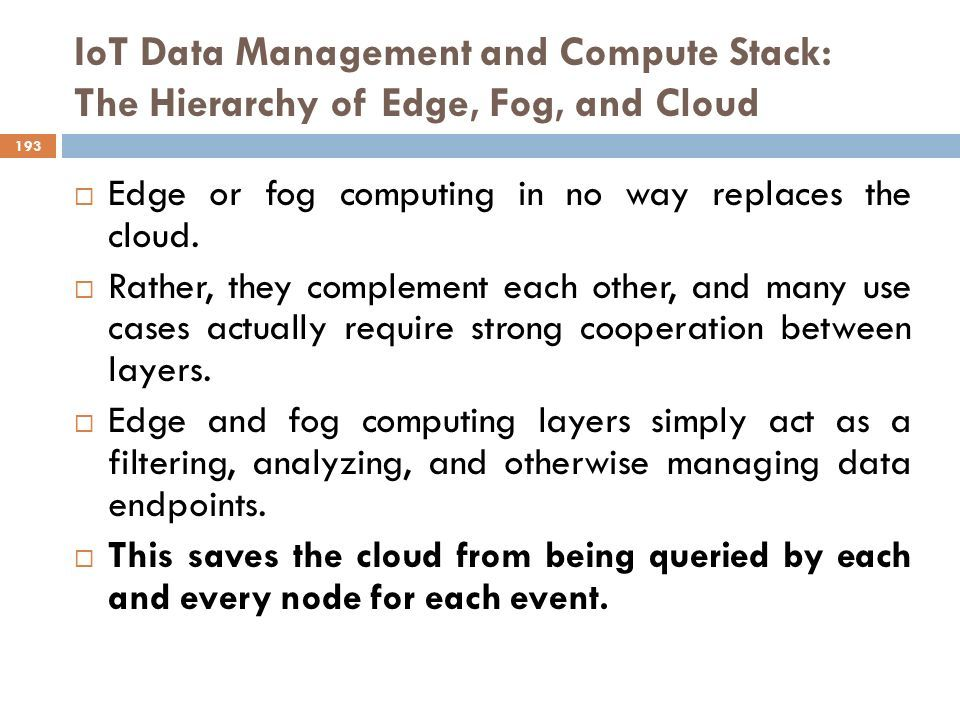 IoT Data Management and Compute Stack:
The Hierarchy of Edge, Fog, and Cloud
193
Edge or fog computing in no way replaces the
cloud.
Rather, they complement each other, and many use
cases actually require strong cooperation between
layers.
Edge and fog computing layers simply act as a
filtering, analyzing, and otherwise managing data
endpoints.
This saves the cloud from being queried by each
and every node for each event.